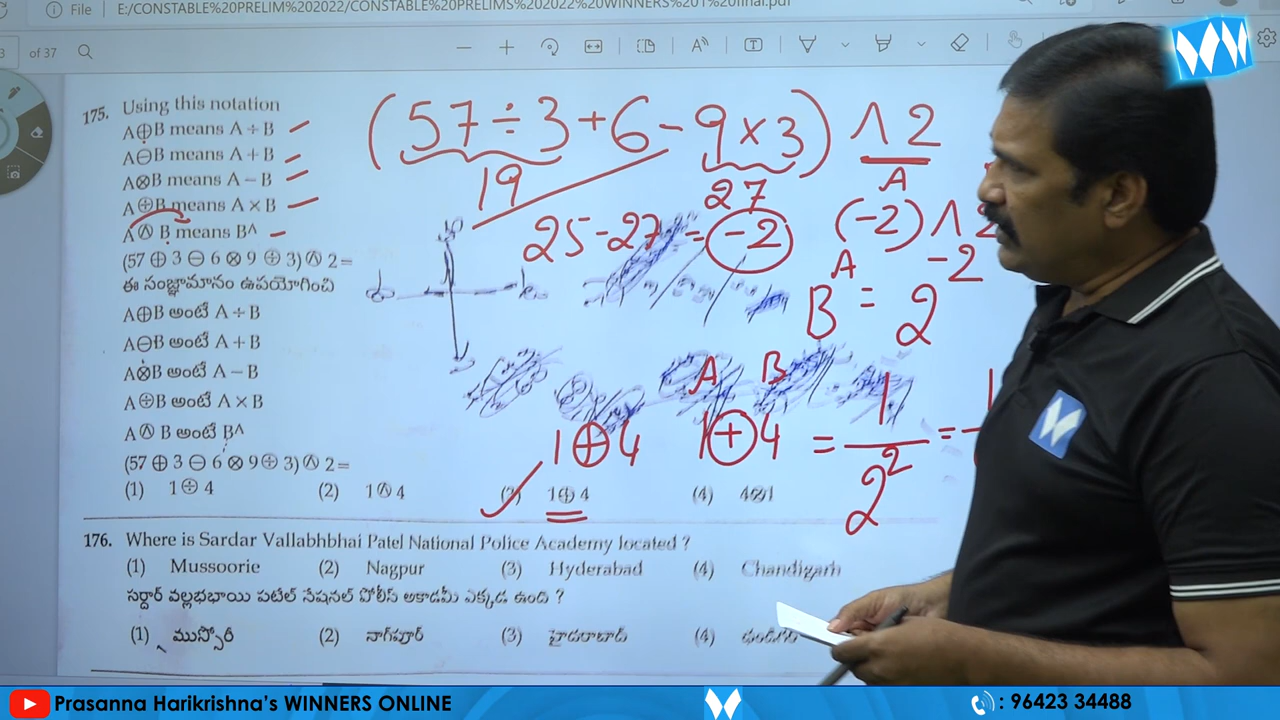 File E:/CONSTABLE%20PRELIM%202022/CONSTABLE%20PRELIMS%202022%20WINNERS%201%20final.pdf
3 of 37
175. Using this notation
A⊕B means A ÷ B
A⊖B means A + B
A⊗B means A − B
A⨁B means A × B
A ⃝∧ B means B^
(57 ⊕ 3 ⊖ 6 ⊗ 9 ⨁ 3) ⃝∧ 2 =
ఈ సంజ్ఞామానం ఉపయోగించి
A⊕B అంటే A ÷ B
A⊖B అంటే A + B
A⊗B అంటే A − B
A⊕B అంటే A × B
A ⃝∧ B అంటే B^
(57 ⊕ 3 ⊖ 6 ⊗ 9 ⊕ 3) ⃝∧ 2 =
(1) 1 ⊕ 4 (2) 1 ⃝∧ 4 (3) 1⊕4 (4) 4⊗1
(57 ÷ 3 + 6 − 9 × 3) ∧ 2
19 27 A
25 - 27 = -2 (-2) ∧ 2
A -2
B = 2
A B
1 ⊕ 4 1 ⊕ 4 = 1/2² = 1
176. Where is Sardar Vallabhbhai Patel National Police Academy located ?
(1) Mussoorie (2) Nagpur (3) Hyderabad (4) Chandigarh
సర్దార్ వల్లభభాయి పటేల్ నేషనల్ పోలీస్ అకాడమీ ఎక్కడ ఉంది ?
(1) ముస్సోరీ (2) నాగ్‌పూర్ (3) హైదరాబాద్ (4)
Prasanna Harikrishna's WINNERS ONLINE
: 96423 34488